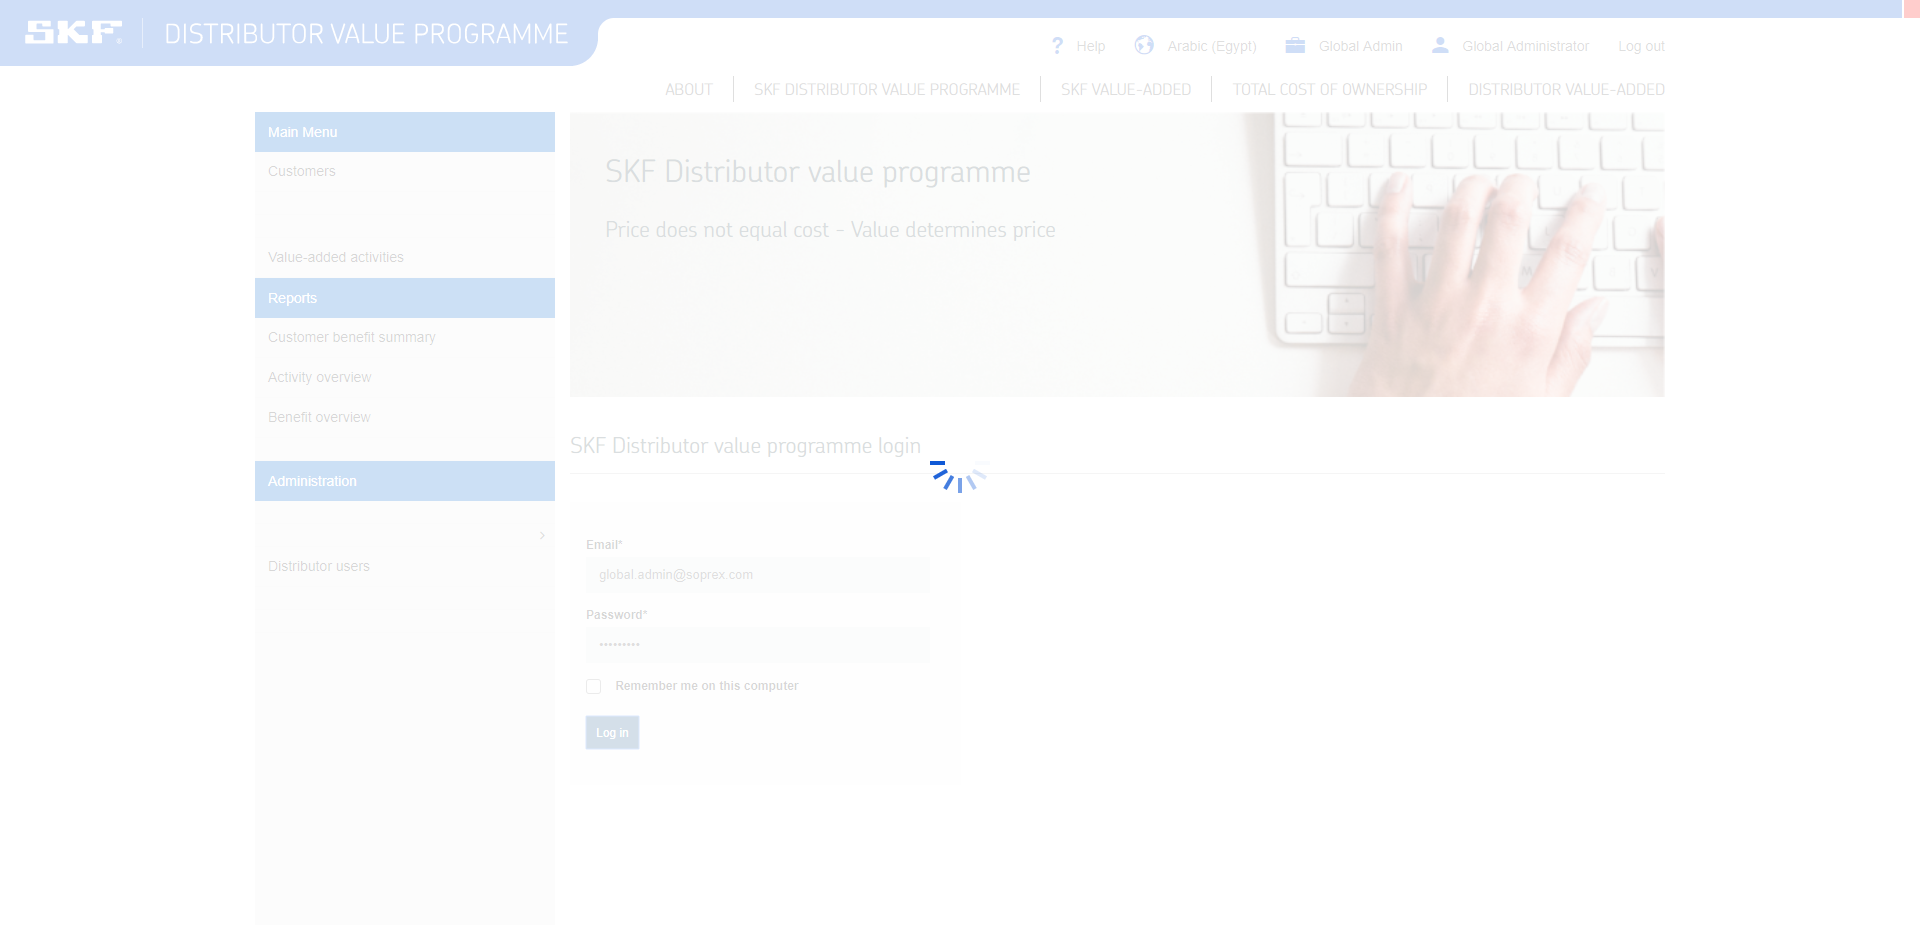 SKF® DISTRIBUTOR VALUE PROGRAMME
? Help Arabic (Egypt) Global Admin Global Administrator Log out
ABOUT SKF DISTRIBUTOR VALUE PROGRAMME SKF VALUE-ADDED TOTAL COST OF OWNERSHIP DISTRIBUTOR VALUE-ADDED
Main Menu
Customers
Value-added activities
Reports
Customer benefit summary
Activity overview
Benefit overview
Administration
Distributor users
SKF Distributor value programme
Price does not equal cost - Value determines price
SKF Distributor value programme login
Email*
global.admin@soprex.com
Password*
•••••••••
Remember me on this computer
Log in